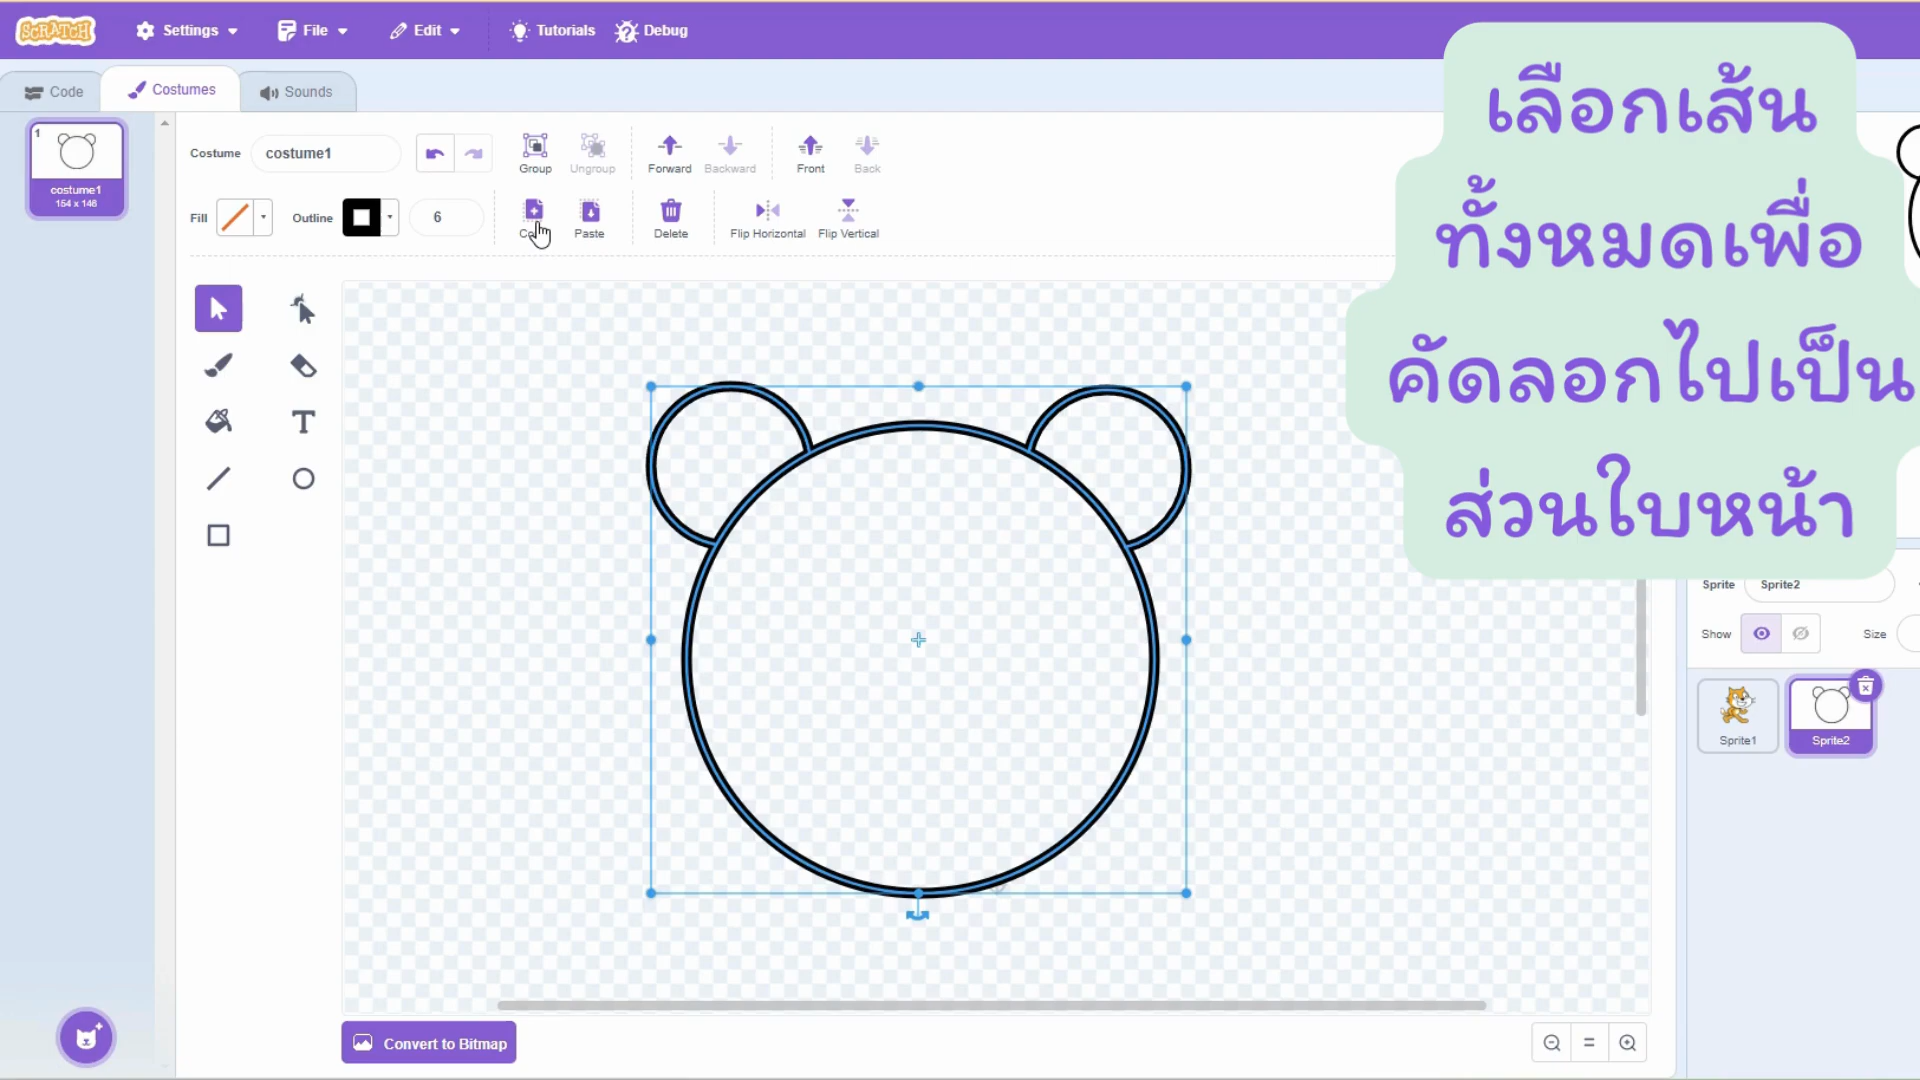 SCRATCH Settings File Edit Tutorials Debug
Code Costumes Sounds
1
costume1
154 x 146
Costume costume1 Group Ungroup Forward Backward Front Back
Fill Outline 6 Paste Delete Flip Horizontal Flip Vertical
เลือกเส้น
ทั้งหมดเพื่อ
คัดลอกไปเป็น
ส่วนใบหน้า
Sprite Sprite2
Show Size
Sprite1 Sprite2
Convert to Bitmap